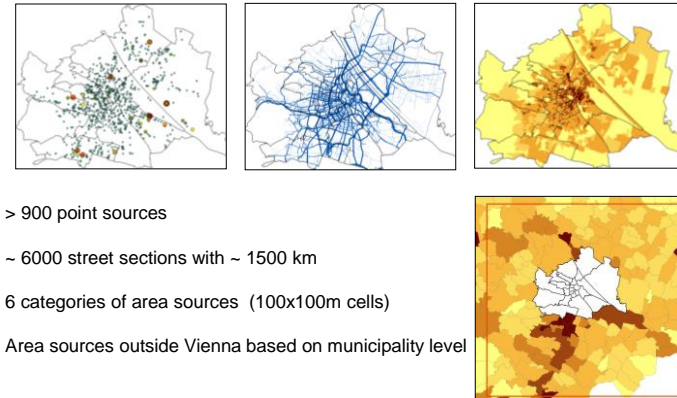 > 900 point sources
~ 6000 street sections with ~ 1500 km
6 categories of area sources  (100x100m cells)
Area sources outside Vienna based on municipality level